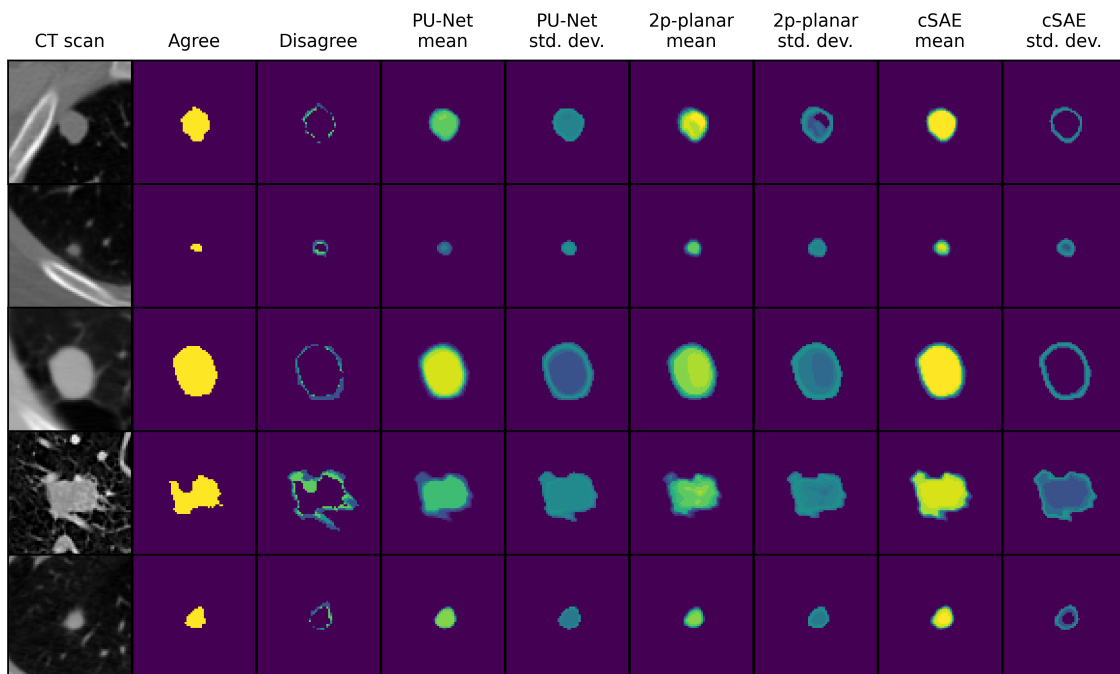 CT scan
Agree
Disagree
PU-Net
mean
PU-Net
std. dev.
2p-planar
mean
2p-planar
std. dev.
cSAE
mean
cSAE
std. dev.